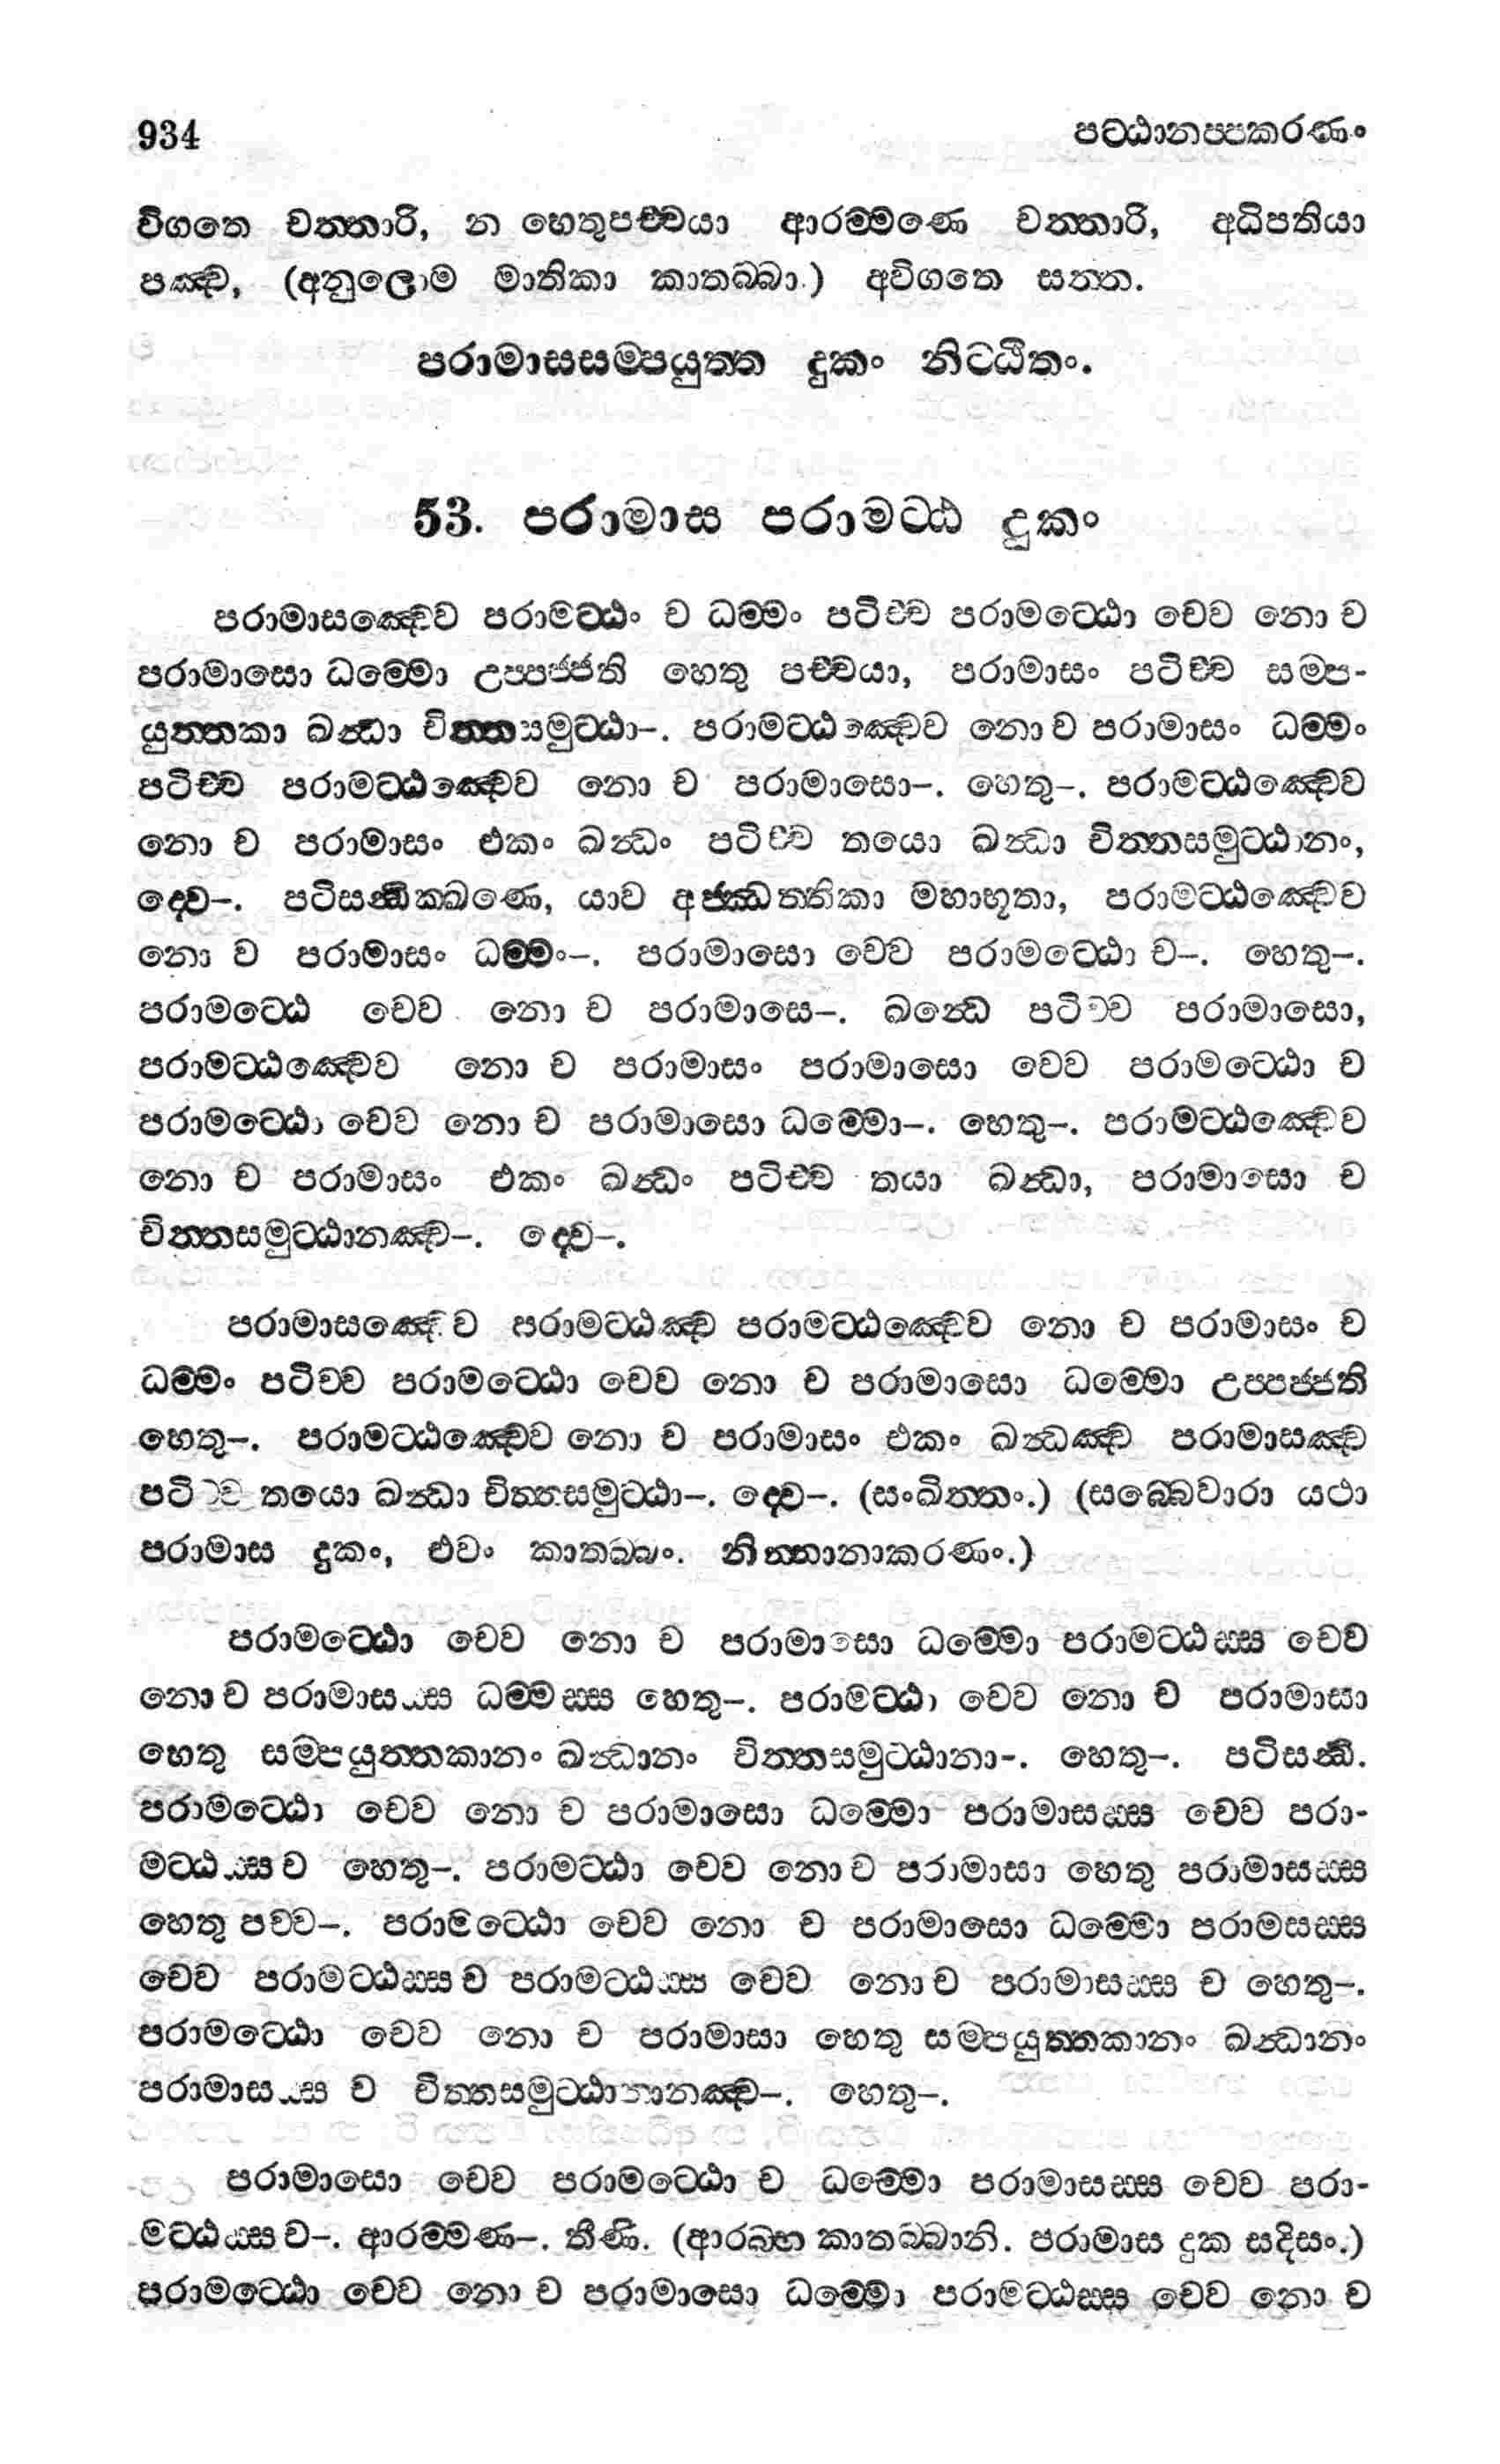 934 පට්ඨානප්පකරණං
විගතෙ චත්තාරි, න හෙතුපච්චයා ආරම්මණෙ චත්තාරි, අධිපතියා
පඤ්ච, (අනුලොම මාතිකා කාතබ්බා.) අවිගතෙ සත්ත.
පරාමාසසම්පයුත්ත දුකං නිට්ඨිතං.
53. පරාමාස පරාමට්ඨ දුකං
පරාමාසඤ්චෙව පරාමට්ඨං ච ධම්මං පටිච්ච පරාමට්ඨො චෙව නො ච
පරාමාසො ධම්මො උප්පජ්ජති හෙතු පච්චයා, පරාමාසං පටිච්ච සම්ප-
යුත්තකා ඛන්ධා චිත්තසමුට්ඨා–. පරාමට්ඨඤ්චෙව නො ච පරාමාසං ධම්මං
පටිච්ච පරාමට්ඨඤ්චෙව නො ච පරාමාසො–. හෙතු–. පරාමට්ඨඤ්චෙව
නො ච පරාමාසං එකං ඛන්ධං පටිච්ච තයො ඛන්ධා චිත්තසමුට්ඨානං,
ද්වෙ–. පටිසන්ධික්ඛණෙ, යාව අජ්ඣත්තිකා මහාභූතා, පරාමට්ඨඤ්චෙව
නො ච පරාමාසං ධම්මං–. පරාමාසො චෙව පරාමට්ඨො ච–. හෙතු–.
පරාමට්ඨෙ චෙව නො ච පරාමාසෙ–. ඛන්ධෙ පටිච්ච පරාමාසො,
පරාමට්ඨඤ්චෙව නො ච පරාමාසං පරාමාසො චෙව පරාමට්ඨො ච
පරාමට්ඨො චෙව නො ච පරාමාසො ධම්මො–. හෙතු–. පරාමට්ඨඤ්චෙව
නො ච පරාමාසං එකං ඛන්ධං පටිච්ච තයා ඛන්ධා, පරාමාසො ච
චිත්තසමුට්ඨානඤ්ච–. ද්වෙ–.
පරාමාසඤ්චෙව පරාමට්ඨඤ්ච පරාමට්ඨඤ්චෙව නො ච පරාමාසං ච
ධම්මං පටිච්ච පරාමට්ඨො චෙව නො ච පරාමාසො ධම්මො උප්පජ්ජති
හෙතු–. පරාමට්ඨඤ්චෙව නො ච පරාමාසං එකං ඛන්ධඤ්ච පරාමාසඤ්ච
පටිච්ච තයො ඛන්ධා චිත්තසමුට්ඨා–. ද්වෙ–. (සංඛිත්තං.) (සබ්බෙවාරා යථා
පරාමාස දුකං, එවං කාතබ්බං. නිත්තානාකරණං.)
පරාමට්ඨො චෙව නො ච පරාමාසො ධම්මො පරාමට්ඨස්ස චෙව
නො ච පරාමාසස්ස ධම්මස්ස හෙතු–. පරාමට්ඨා චෙව නො ච පරාමාසා
හෙතු සම්පයුත්තකානං ඛන්ධානං චිත්තසමුට්ඨානා–. හෙතු–. පටිසන්ධි.
පරාමට්ඨො චෙව නො ච පරාමාසො ධම්මො පරාමාසස්ස චෙව පරා-
මට්ඨස්ස ච හෙතු–. පරාමට්ඨා චෙව නො ච පරාමාසා හෙතු පරාමාසස්ස
හෙතු පච්ච–. පරාමට්ඨො චෙව නො ච පරාමාසො ධම්මො පරාමසස්ස
චෙව පරාමට්ඨස්ස ච පරාමට්ඨස්ස චෙව නො ච පරාමාසස්ස ච හෙතු–.
පරාමට්ඨො චෙව නො ච පරාමාසා හෙතු සම්පයුත්තකානං ඛන්ධානං
පරාමාසස්ස ච චිත්තසමුට්ඨානානඤ්ච–. හෙතු–.
පරාමාසො චෙව පරාමට්ඨො ච ධම්මො පරාමාසස්ස චෙව පරා-
මට්ඨස්ස ච–. ආරම්මණ–. තීණි. (ආරබ්භ කාතබ්බානි. පරාමාස දුක සදිසං.)
පරාමට්ඨො චෙව නො ච පරාමාසො ධම්මො පරාමට්ඨස්ස චෙව නො ච